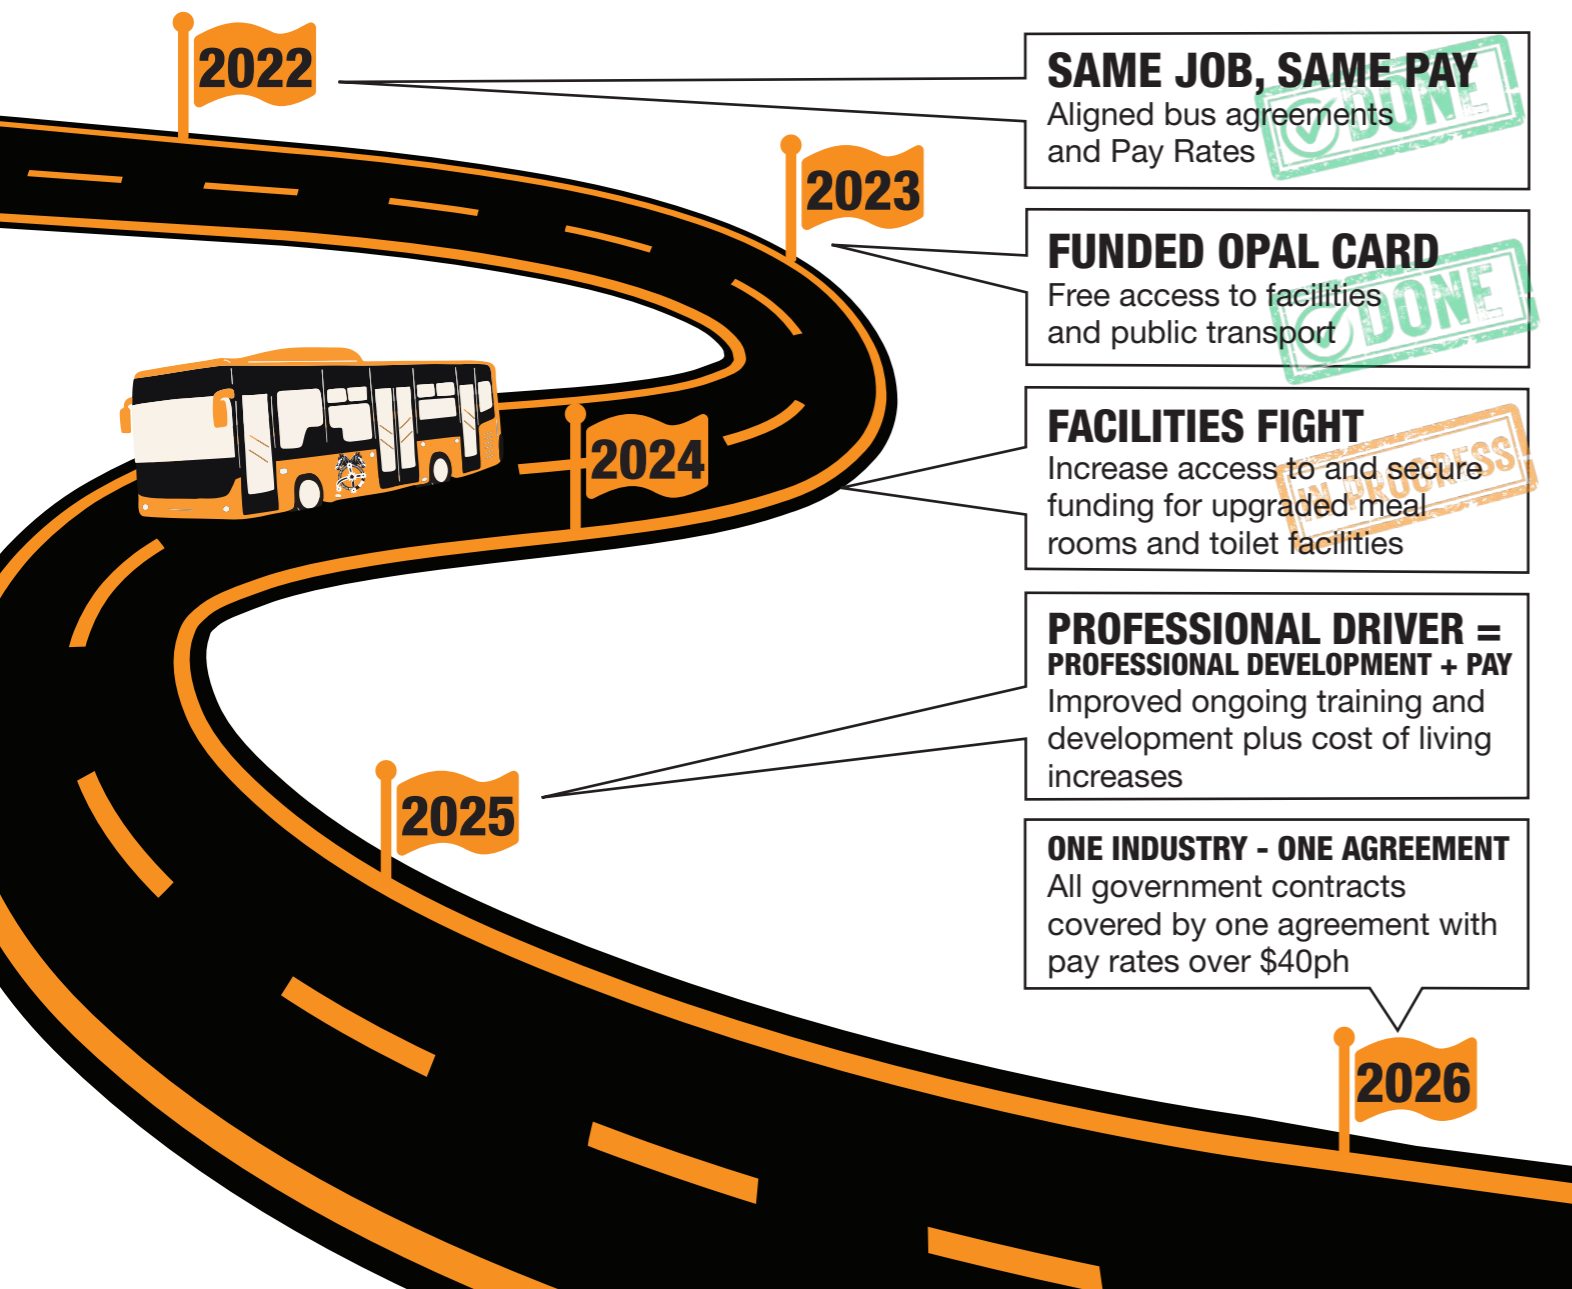 2022
SAME JOB, SAME PAY
Aligned bus agreements
and Pay Rates
DONE
2023
FUNDED OPAL CARD
Free access to facilities
and public transport
DONE
2024
FACILITIES FIGHT
Increase access to and secure
funding for upgraded meal
rooms and toilet facilities
IN PROGRESS
2025
PROFESSIONAL DRIVER =
PROFESSIONAL DEVELOPMENT + PAY
Improved ongoing training and
development plus cost of living
increases
ONE INDUSTRY - ONE AGREEMENT
All government contracts
covered by one agreement with
pay rates over $40ph
2026